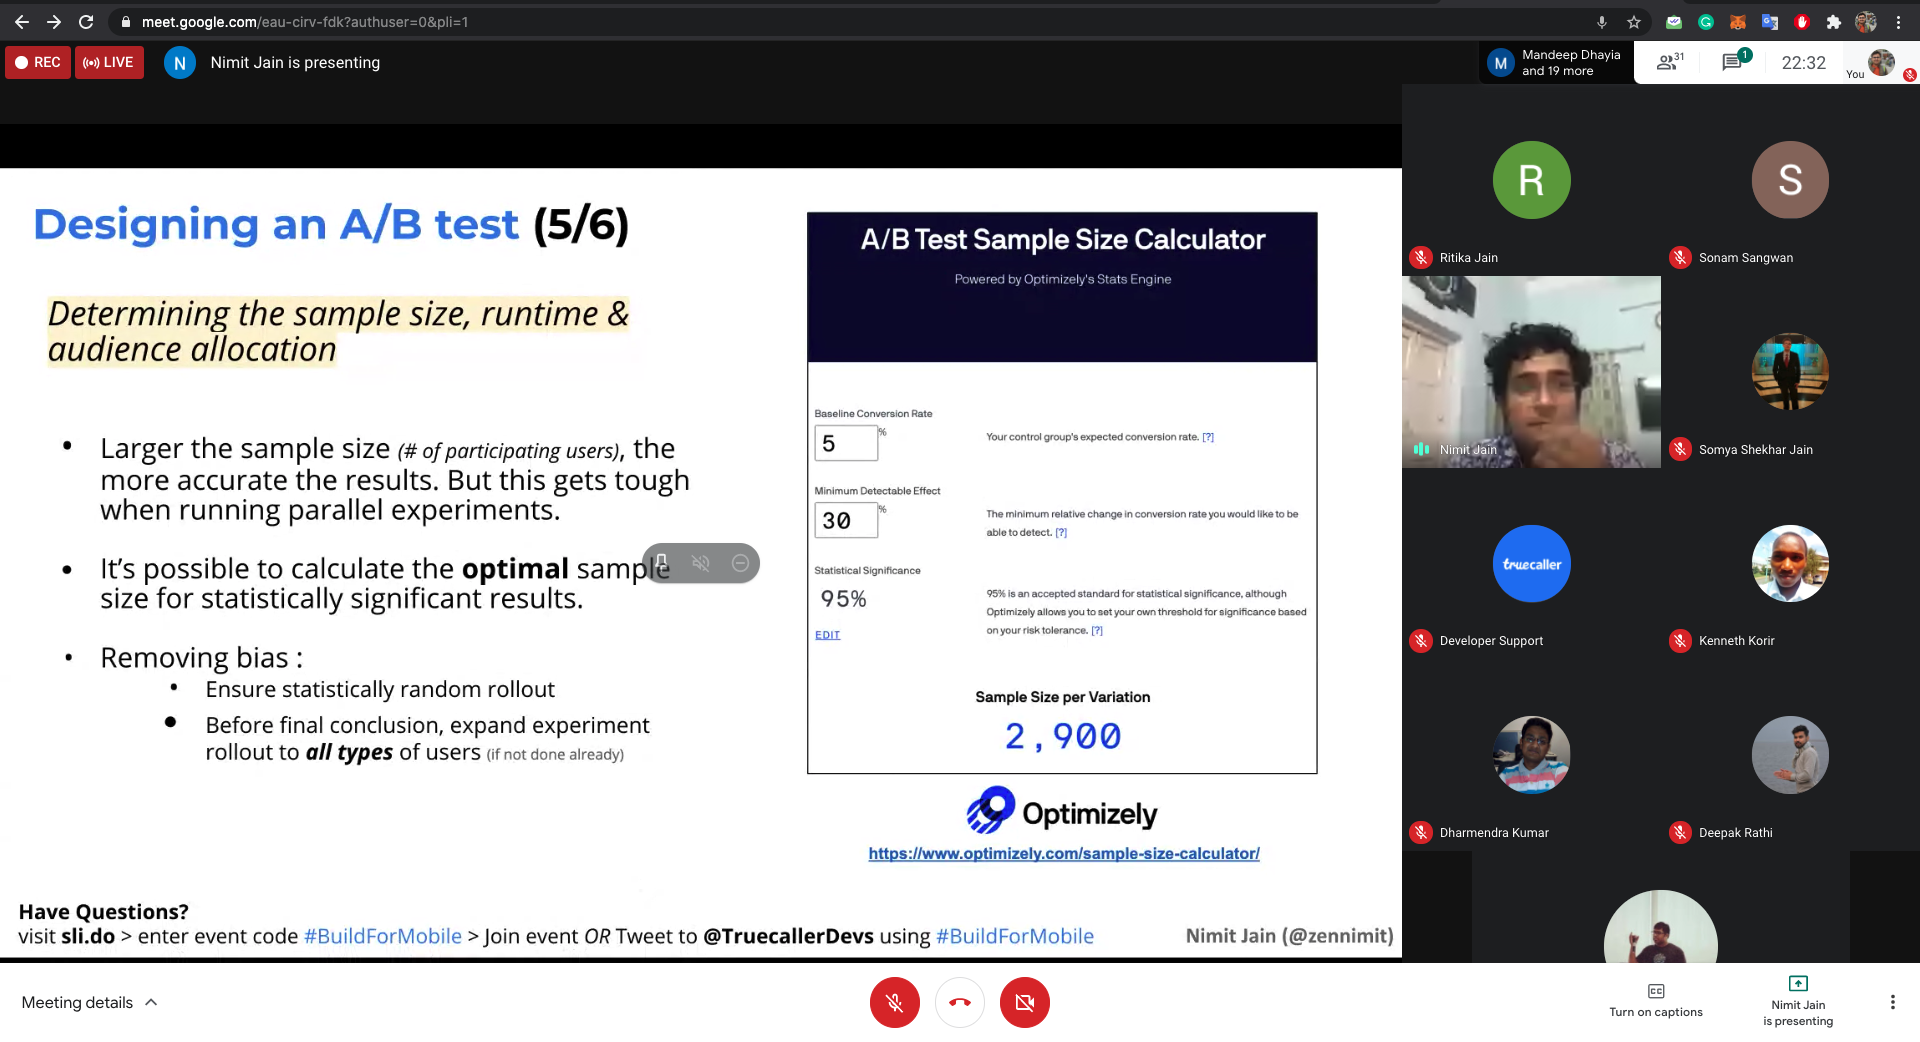 meet.google.com/eau-cirv-fdk?authuser=0&pli=1
REC
LIVE
N
Nimit Jain is presenting
M
Mandeep Dhayia
and 19 more
31
1
22:32
You
Designing an A/B test (5/6)
Determining the sample size, runtime &
audience allocation
• Larger the sample size (# of participating users), the
more accurate the results. But this gets tough
when running parallel experiments.
• It's possible to calculate the optimal sample
size for statistically significant results.
• Removing bias :
• Ensure statistically random rollout
• Before final conclusion, expand experiment
rollout to all types of users (if not done already)
A/B Test Sample Size Calculator
Powered by Optimizely's Stats Engine
Baseline Conversion Rate
5 %
Your control group's expected conversion rate. [?]
Minimum Detectable Effect
30 %
The minimum relative change in conversion rate you would like to be
able to detect. [?]
Statistical Significance
95%
EDIT
95% is an accepted standard for statistical significance, although
Optimizely allows you to set your own threshold for significance based
on your risk tolerance. [?]
Sample Size per Variation
2,900
Optimizely
https://www.optimizely.com/sample-size-calculator/
Have Questions?
visit sli.do > enter event code #BuildForMobile > Join event OR Tweet to @TruecallerDevs using #BuildForMobile
Nimit Jain (@zennimit)
R
Ritika Jain
S
Sonam Sangwan
Nimit Jain
Somya Shekhar Jain
truecaller
Developer Support
Kenneth Korir
Dharmendra Kumar
Deepak Rathi
Meeting details
CC
Turn on captions
Nimit Jain
is presenting